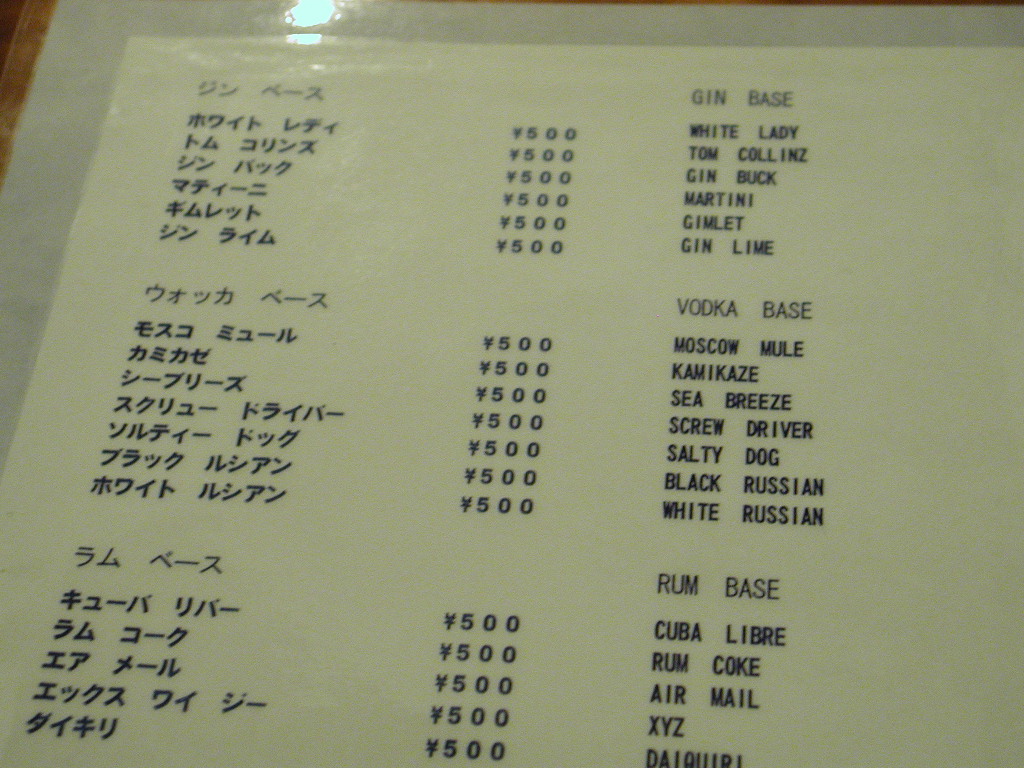 ジン ベース GIN BASE
ホワイト レディ ¥500 WHITE LADY
トム コリンズ ¥500 TOM COLLINZ
ジン バック ¥500 GIN BUCK
マティーニ ¥500 MARTINI
ギムレット ¥500 GIMLET
ジン ライム ¥500 GIN LIME
ウォッカ ベース VODKA BASE
モスコ ミュール ¥500 MOSCOW MULE
カミカゼ ¥500 KAMIKAZE
シーブリーズ ¥500 SEA BREEZE
スクリュー ドライバー ¥500 SCREW DRIVER
ソルティー ドッグ ¥500 SALTY DOG
ブラック ルシアン ¥500 BLACK RUSSIAN
ホワイト ルシアン ¥500 WHITE RUSSIAN
ラム ベース RUM BASE
キューバ リバー ¥500 CUBA LIBRE
ラム コーク ¥500 RUM COKE
エア メール ¥500 AIR MAIL
エックス ワイ ジー ¥500 XYZ
ダイキリ ¥500 DAIQUIRI